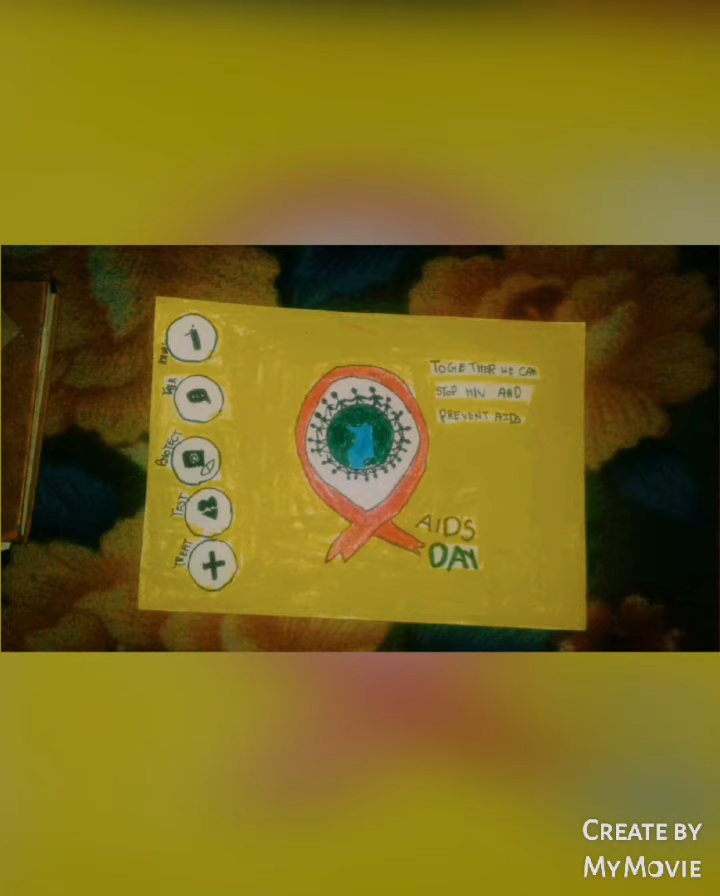 TOGETHER WE CAN
STOP HIV AND
PREVENT AIDS
PROTECT
TEST
TREAT
AIDS
DAY
CREATE BY
MYMOVIE